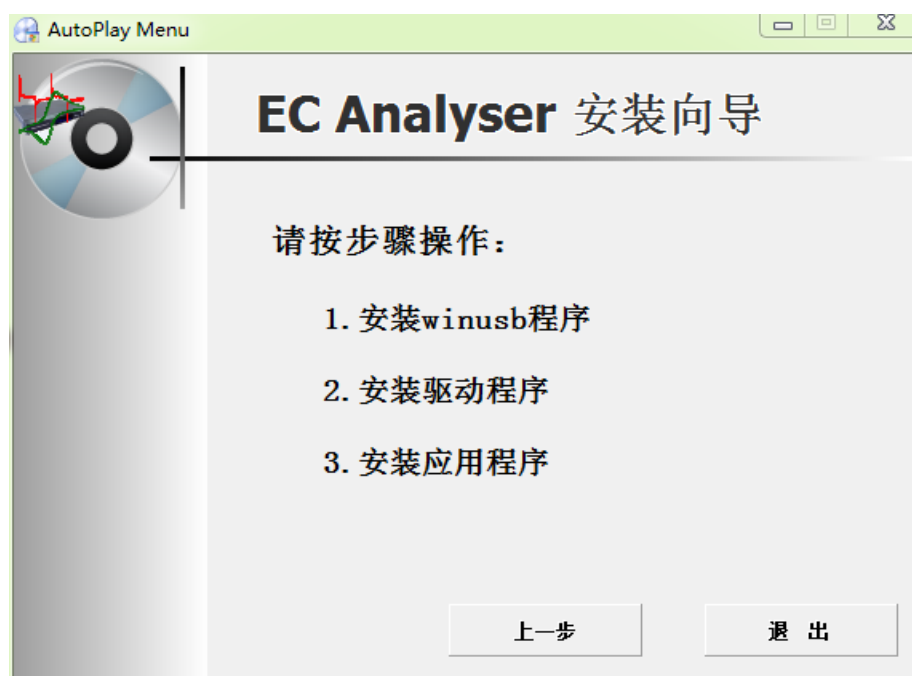 AutoPlay Menu
EC Analyser 安装向导
请按步骤操作：
1.安装winusb程序
2.安装驱动程序
3.安装应用程序
上一步
退 出